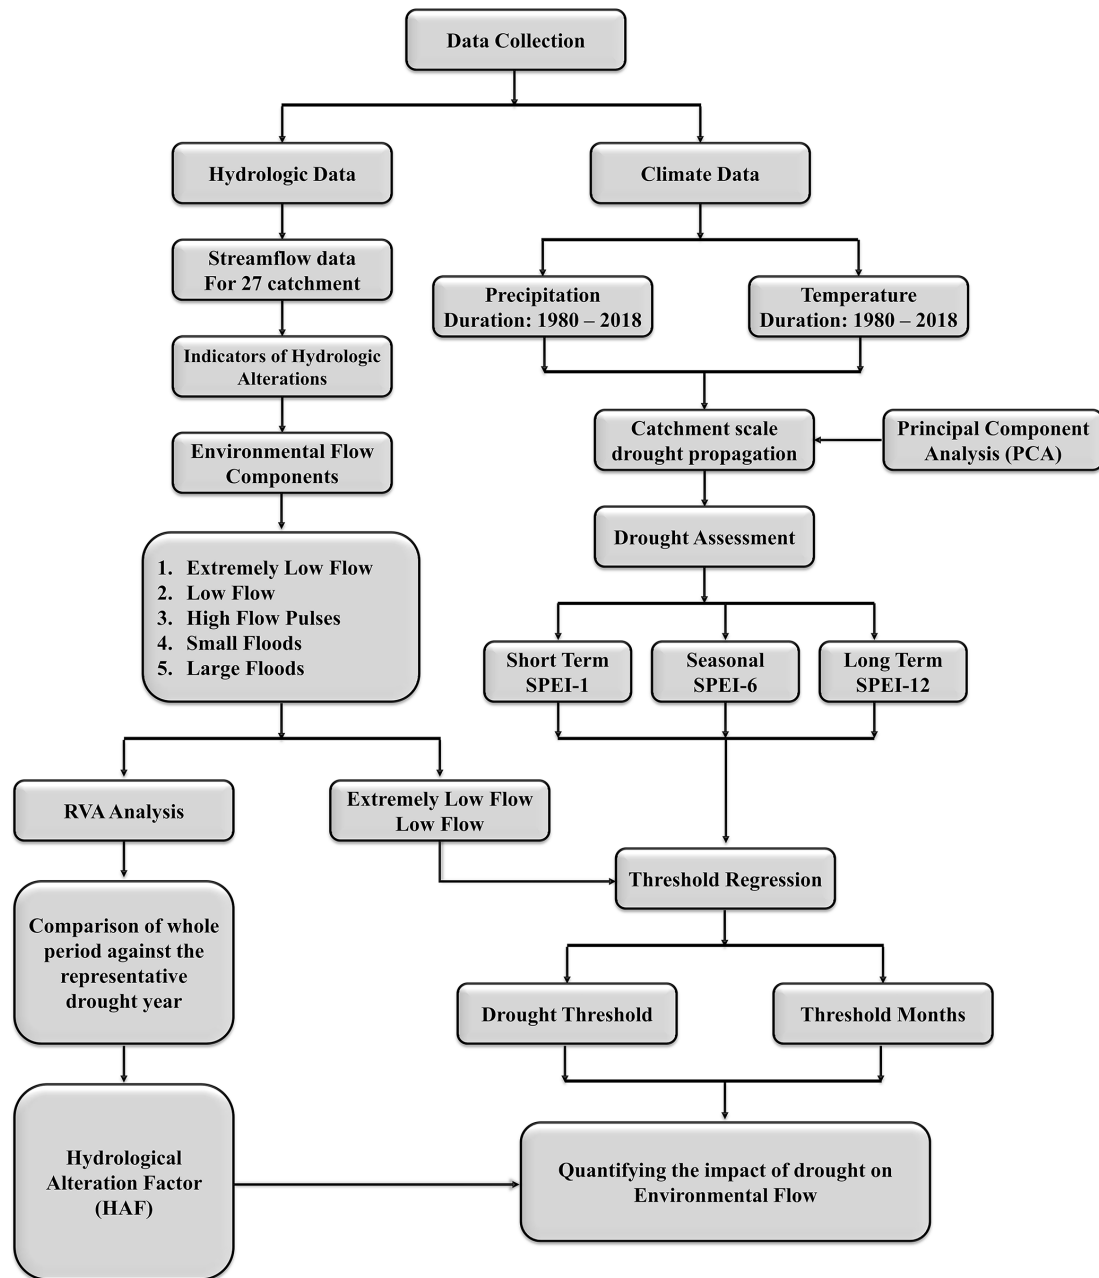 Data Collection
Hydrologic Data
Climate Data
Streamflow data
For 27 catchment
Precipitation
Duration: 1980 – 2018
Temperature
Duration: 1980 – 2018
Indicators of Hydrologic
Alterations
Catchment scale
drought propagation
Principal Component
Analysis (PCA)
Environmental Flow
Components
Drought Assessment
1. Extremely Low Flow
2. Low Flow
3. High Flow Pulses
4. Small Floods
5. Large Floods
Short Term
SPEI-1
Seasonal
SPEI-6
Long Term
SPEI-12
RVA Analysis
Extremely Low Flow
Low Flow
Threshold Regression
Comparison of whole
period against the
representative
drought year
Drought Threshold
Threshold Months
Hydrological
Alteration Factor
(HAF)
Quantifying the impact of drought on
Environmental Flow